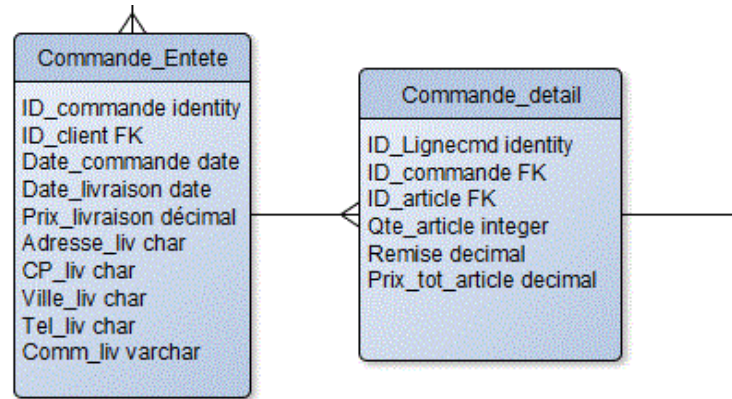 Commande_Entete
ID_commande identity
ID_client FK
Date_commande date
Date_livraison date
Prix_livraison décimal
Adresse_liv char
CP_liv char
Ville_liv char
Tel_liv char
Comm_liv varchar
Commande_detail
ID_Lignecmd identity
ID_commande FK
ID_article FK
Qte_article integer
Remise decimal
Prix_tot_article decimal